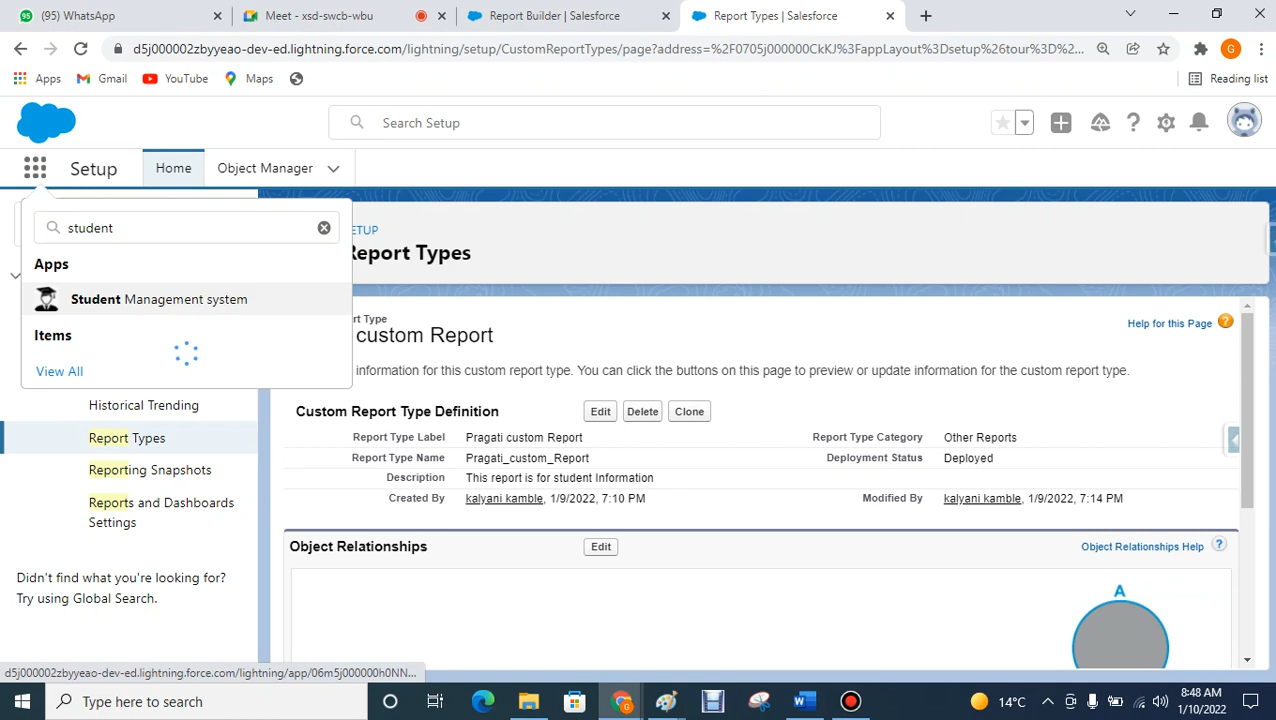 (95) WhatsApp
Meet - xsd-swcb-wbu
Report Builder | Salesforce
Report Types | Salesforce
d5j000002zbyyeao-dev-ed.lightning.force.com/lightning/setup/CustomReportTypes/page?address=%2F0705j000000CkKJ%3FappLayout%3Dsetup%26tour%3D%2...
G
Apps
Gmail
YouTube
Maps
Reading list
Search Setup
Setup
Home
Object Manager
student
Apps
Student Management system
Items
View All
SETUP
Report Types
rt Type
custom Report
Help for this Page
information for this custom report type. You can click the buttons on this page to preview or update information for the custom report type.
Historical Trending
Report Types
Reporting Snapshots
Reports and Dashboards
Settings
Didn't find what you're looking for?
Try using Global Search.
Custom Report Type Definition
Edit
Delete
Clone
Report Type Label Pragati custom Report Report Type Category Other Reports
Report Type Name Pragati_custom_Report Deployment Status Deployed
Description This report is for student Information
Created By kalyani kamble, 1/9/2022, 7:10 PM Modified By kalyani kamble, 1/9/2022, 7:14 PM
Object Relationships
Edit
Object Relationships Help
A
d5j000002zbyyeao-dev-ed.lightning.force.com/lightning/app/06m5j000000h0NN...
Type here to search
14°C
8:48 AM
1/10/2022